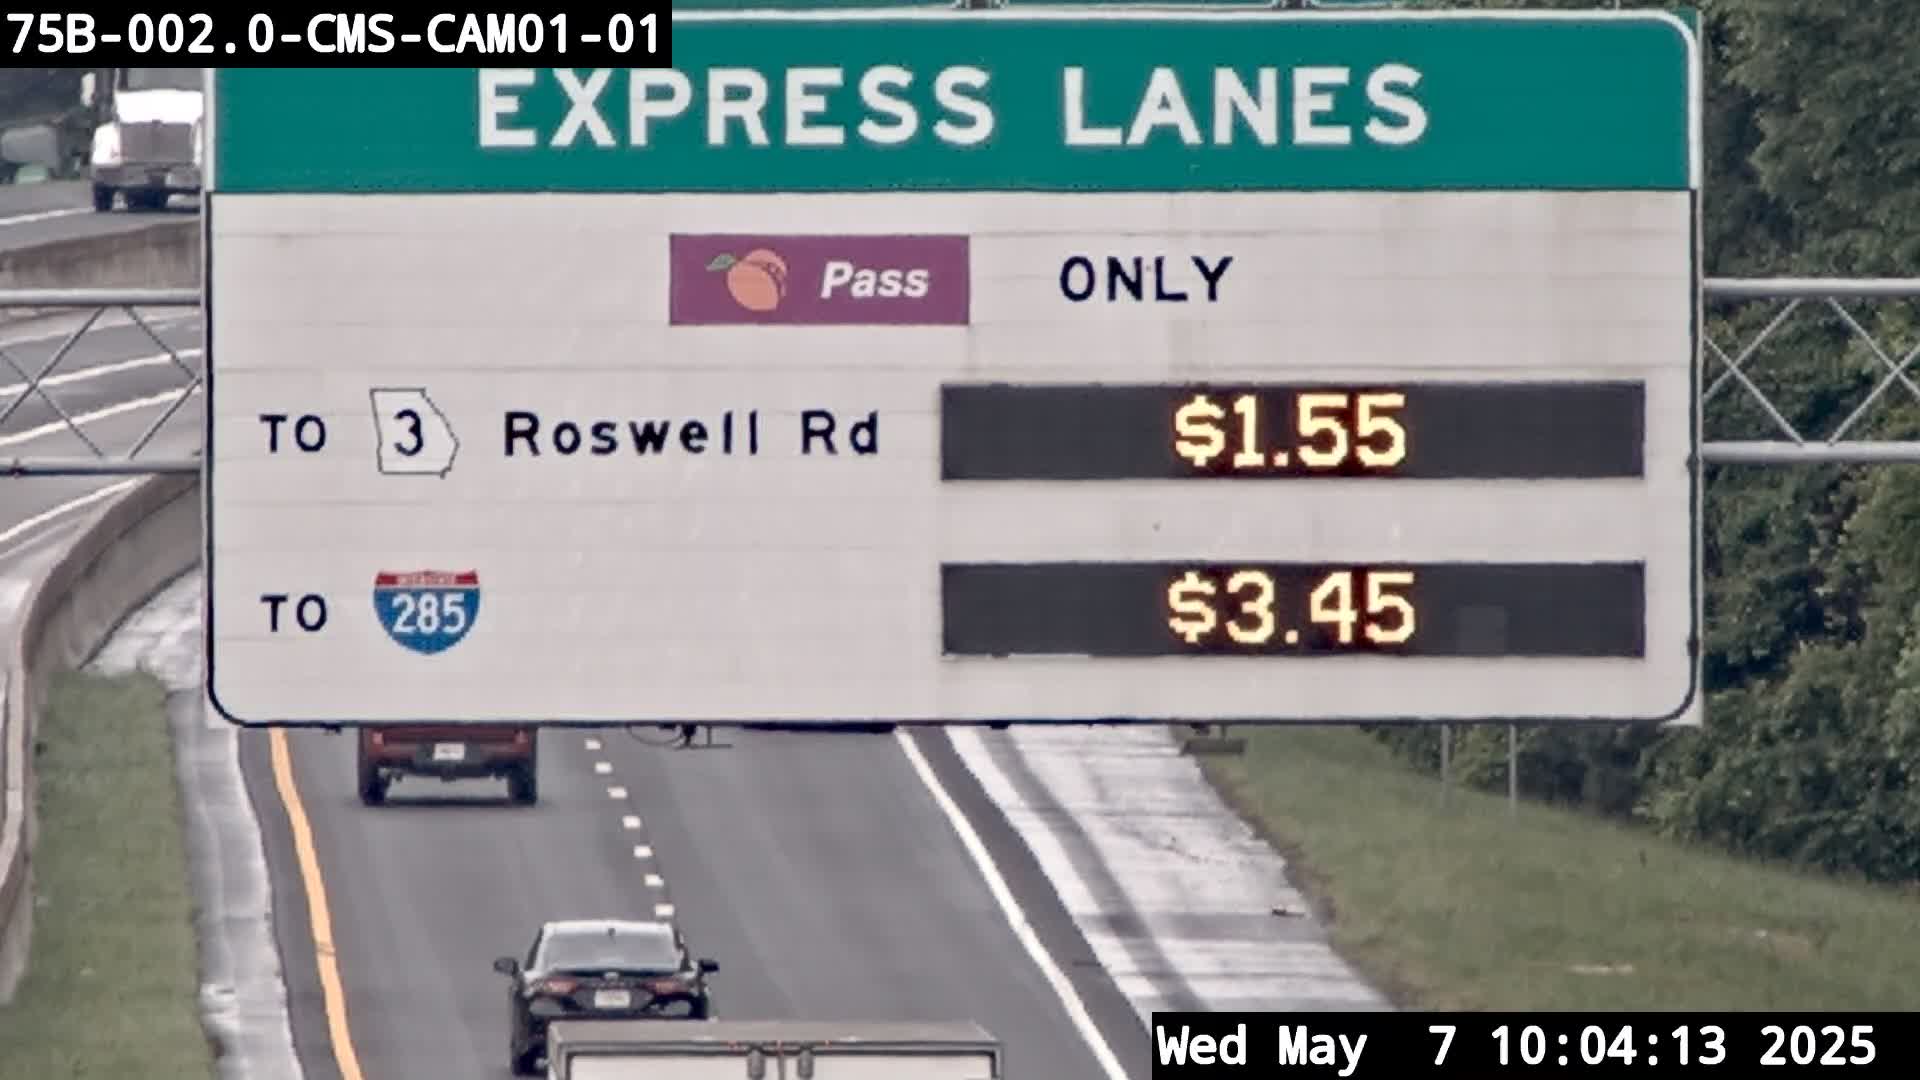 75B-002.0-CMS-CAM01-01
EXPRESS LANES
Pass ONLY
TO 3 Roswell Rd $1.55
TO 285 $3.45
Wed May 7 10:04:13 2025